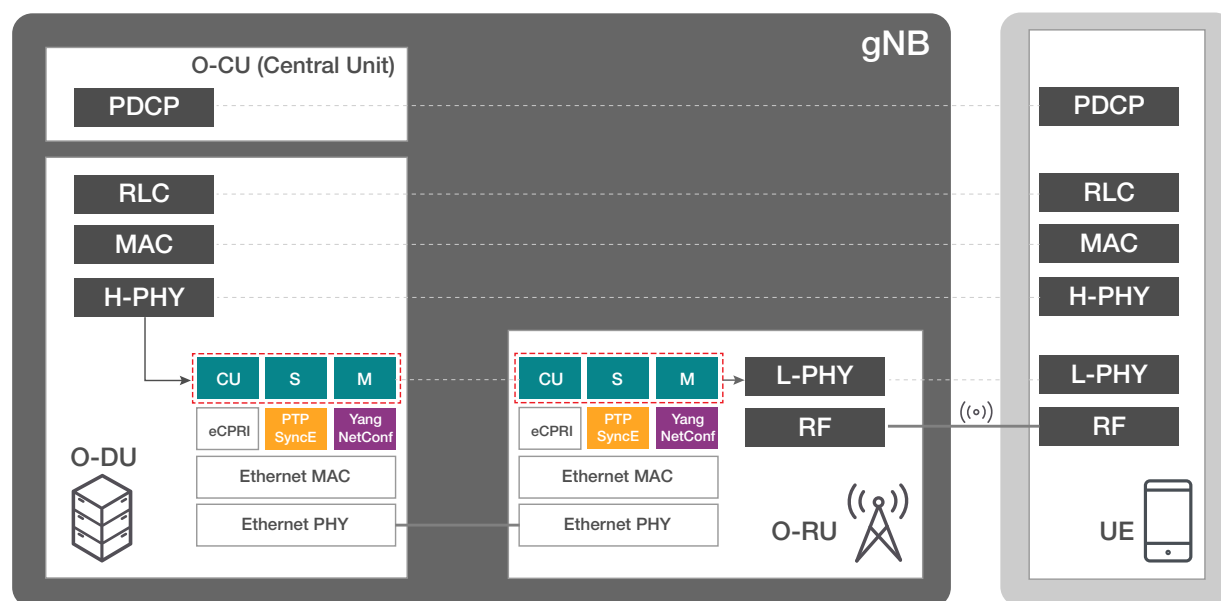 gNB
O-CU (Central Unit)
PDCP
RLC
MAC
H-PHY
CU
S
M
eCPRI
PTP
SyncE
Yang
NetConf
Ethernet MAC
Ethernet PHY
O-DU
CU
S
M
eCPRI
PTP
SyncE
Yang
NetConf
Ethernet MAC
Ethernet PHY
L-PHY
RF
O-RU
PDCP
RLC
MAC
H-PHY
L-PHY
RF
UE